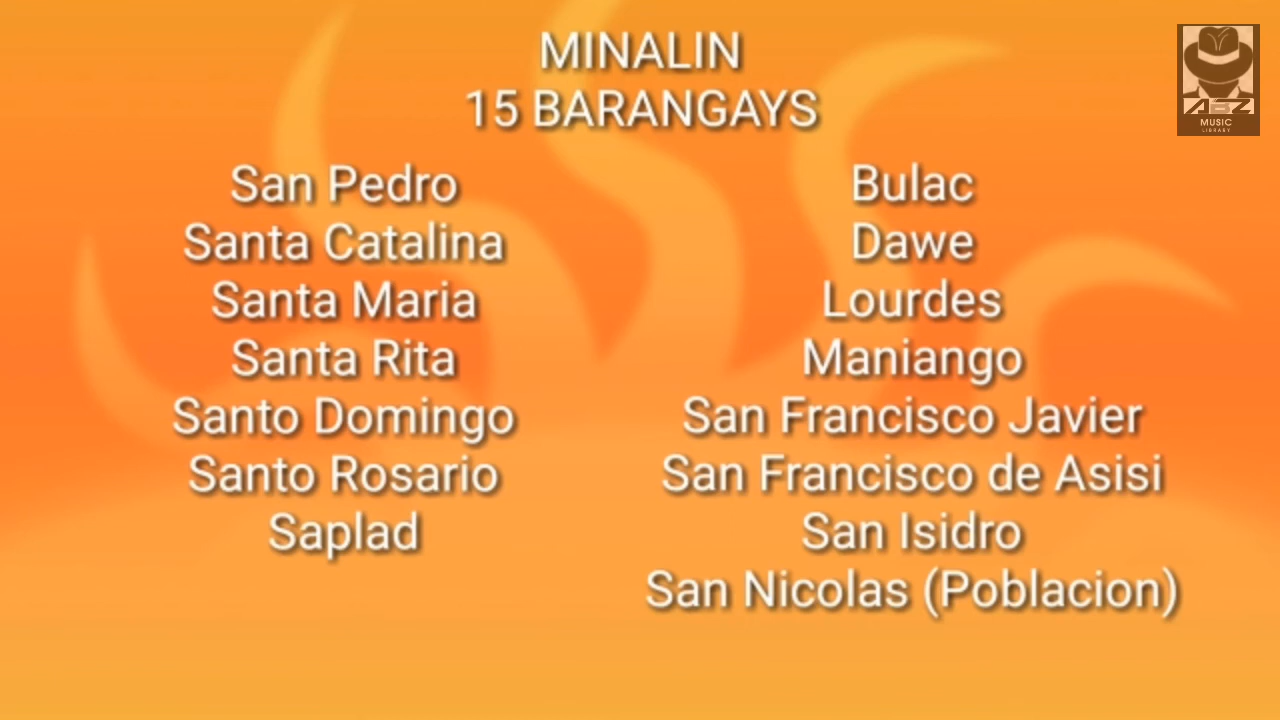 MINALIN
15 BARANGAYS
San Pedro
Santa Catalina
Santa Maria
Santa Rita
Santo Domingo
Santo Rosario
Saplad
Bulac
Dawe
Lourdes
Maniango
San Francisco Javier
San Francisco de Asisi
San Isidro
San Nicolas (Poblacion)
ABZ
MUSIC
LIBRARY